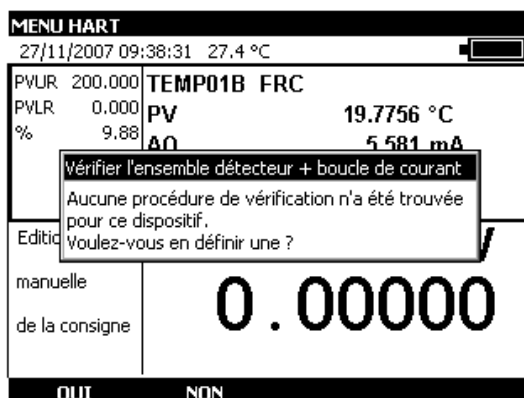 MENU HART
27/11/2007 09:38:31 27.4 °C
PVUR 200.000
PVLR 0.000
% 9.88
TEMP01B FRC
PV 19.7756 °C
AO 5.581 mA
Vérifier l'ensemble détecteur + boucle de courant
Aucune procédure de vérification n'a été trouvée
pour ce dispositif.
Voulez-vous en définir une ?
manuelle
de la consigne
0.00000
OUI NON